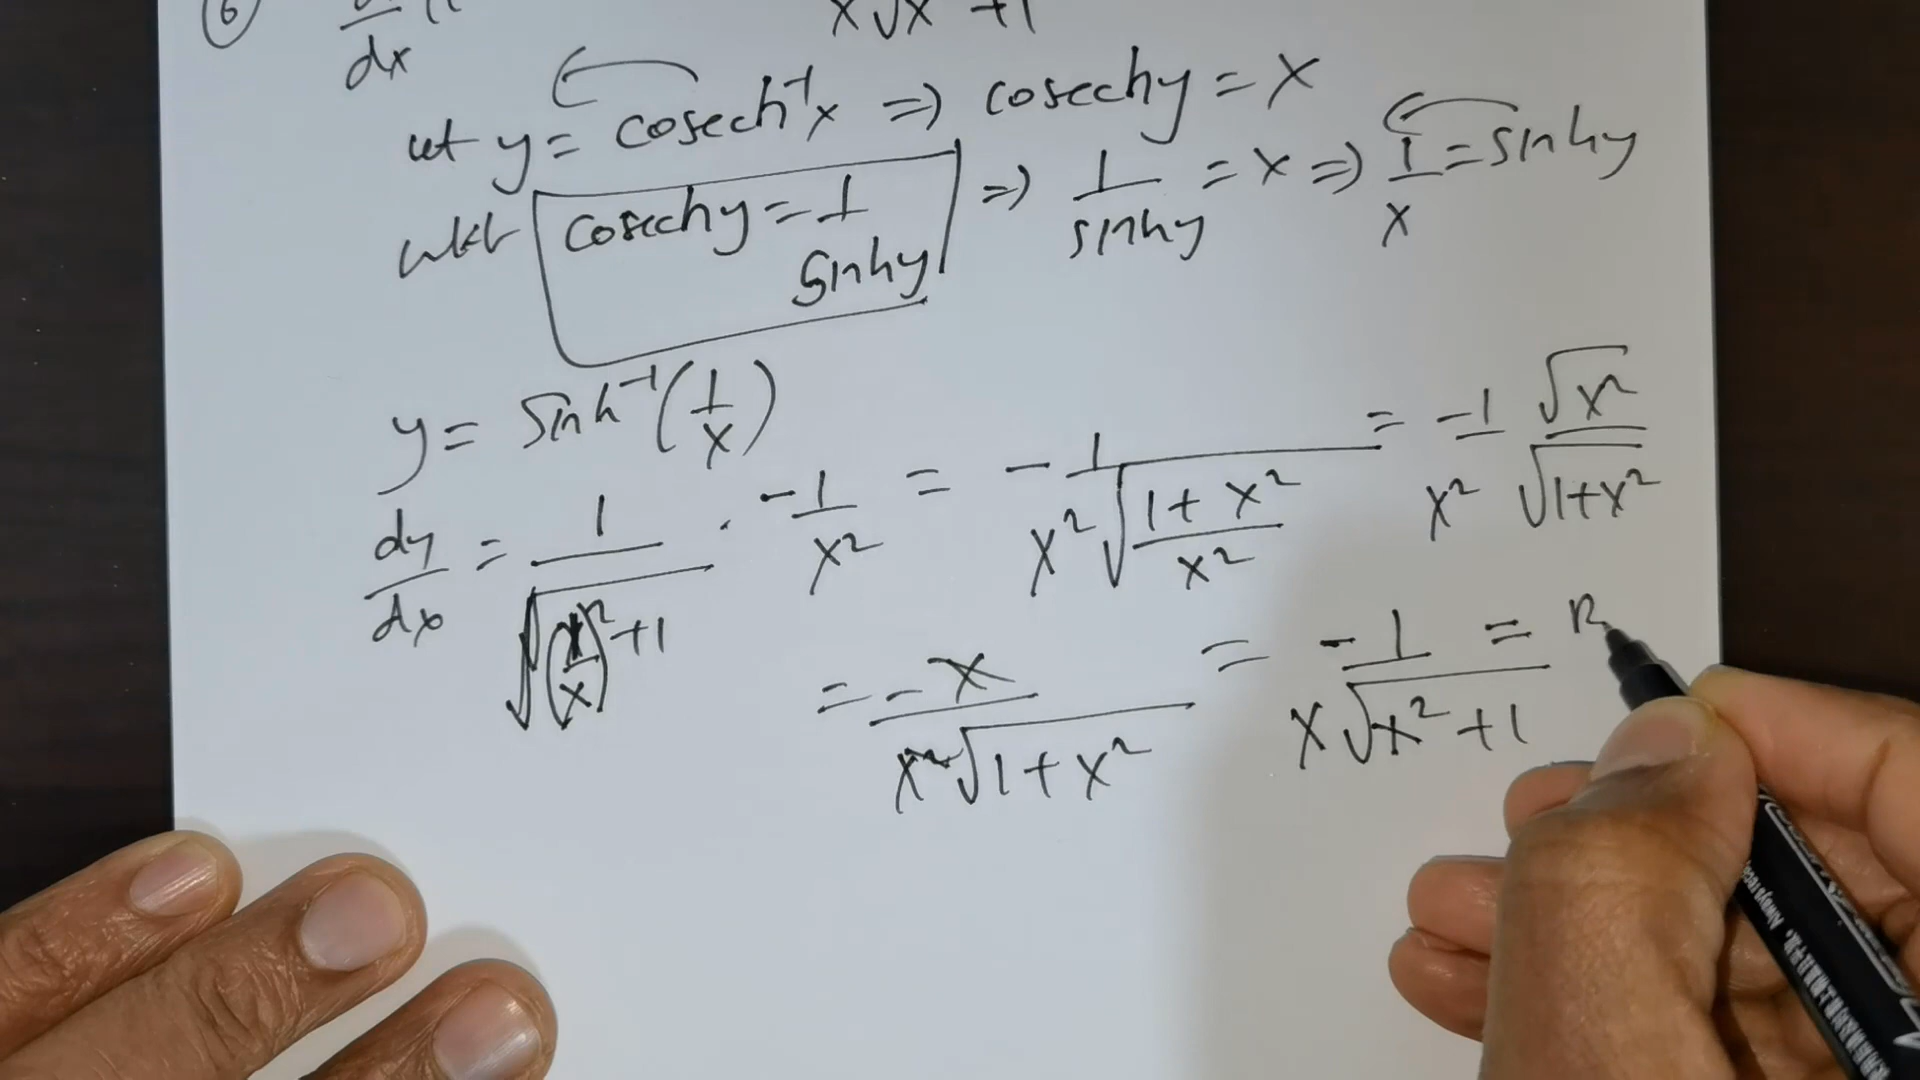 6 d/dx x√x² +1
let y = cosech⁻¹x => cosechy = x
wkt cosechy = 1/sinhy => 1/sinhy = x => 1/x = sinhy
y = sinh⁻¹(1/x)
dy/dx = 1/√((1/x)²+1) · -1/x² = -1/(x²√((1+x²)/x²)) = -1/x² √x²/√1+x²
= -x/(x²√1+x²) = -1/(x√x²+1) = R